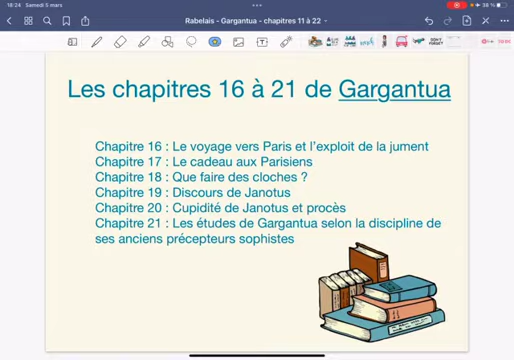 18:24 Samedi 5 mars
38 %
Rabelais - Gargantua - chapitres 11 à 22
Les chapitres 16 à 21 de Gargantua
Chapitre 16 : Le voyage vers Paris et l'exploit de la jument
Chapitre 17 : Le cadeau aux Parisiens
Chapitre 18 : Que faire des cloches ?
Chapitre 19 : Discours de Janotus
Chapitre 20 : Cupidité de Janotus et procès
Chapitre 21 : Les études de Gargantua selon la discipline de
ses anciens précepteurs sophistes